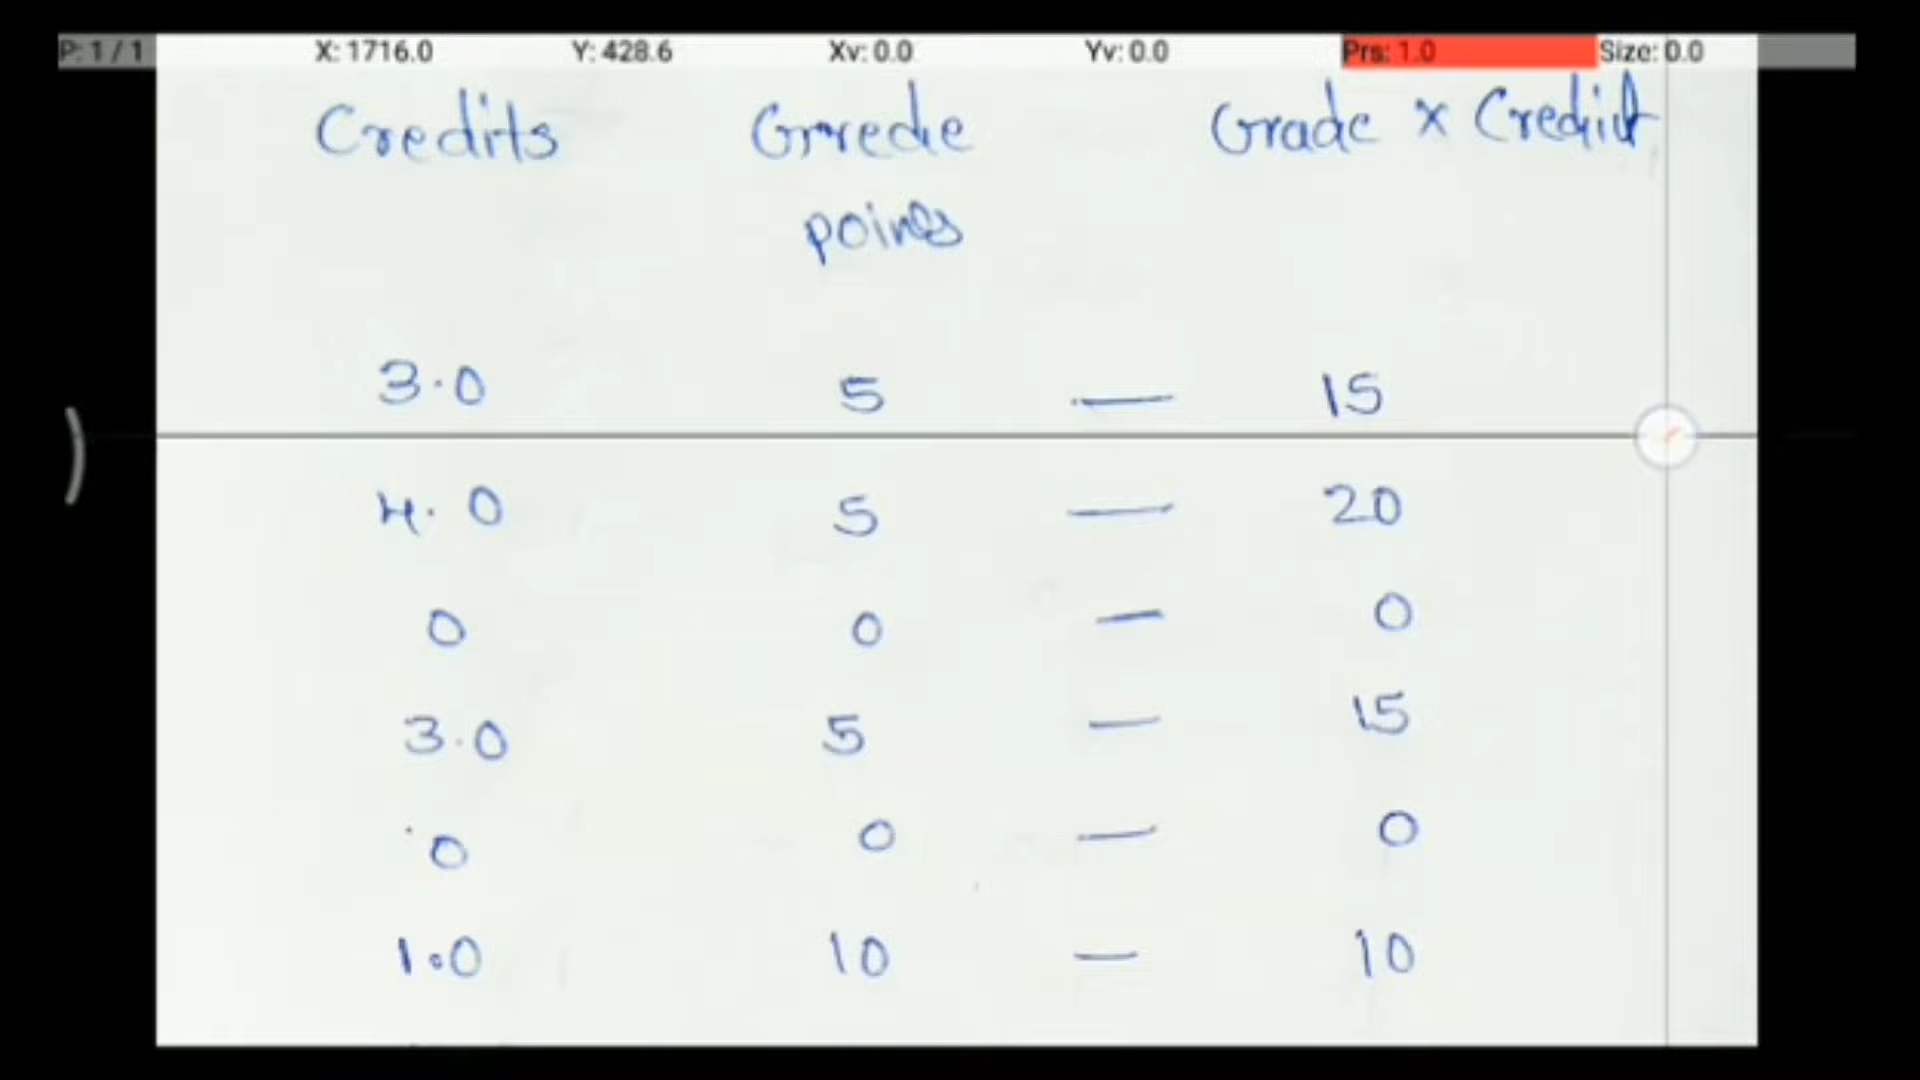 P: 1 / 1 X: 1716.0 Y: 428.6 Xv: 0.0 Yv: 0.0 Prs: 1.0 Size: 0.0
Credits Grrede Grade x Credit
points
3.0 5 — 15
4.0 5 — 20
0 0 — 0
3.0 5 — 15
0 0 — 0
1.0 10 — 10